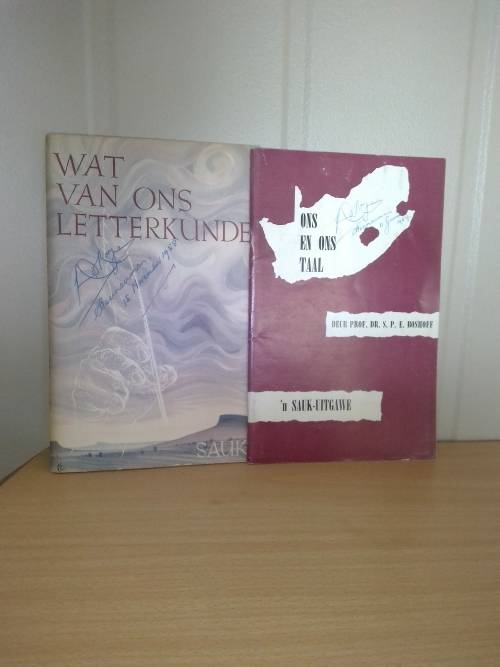 WAT
VAN ONS
LETTERKUNDE
SAUK
ONS
EN ONS
TAAL
DEUR PROF. DR. S. P. E. BOSHOFF
'n SAUK-UITGAWE